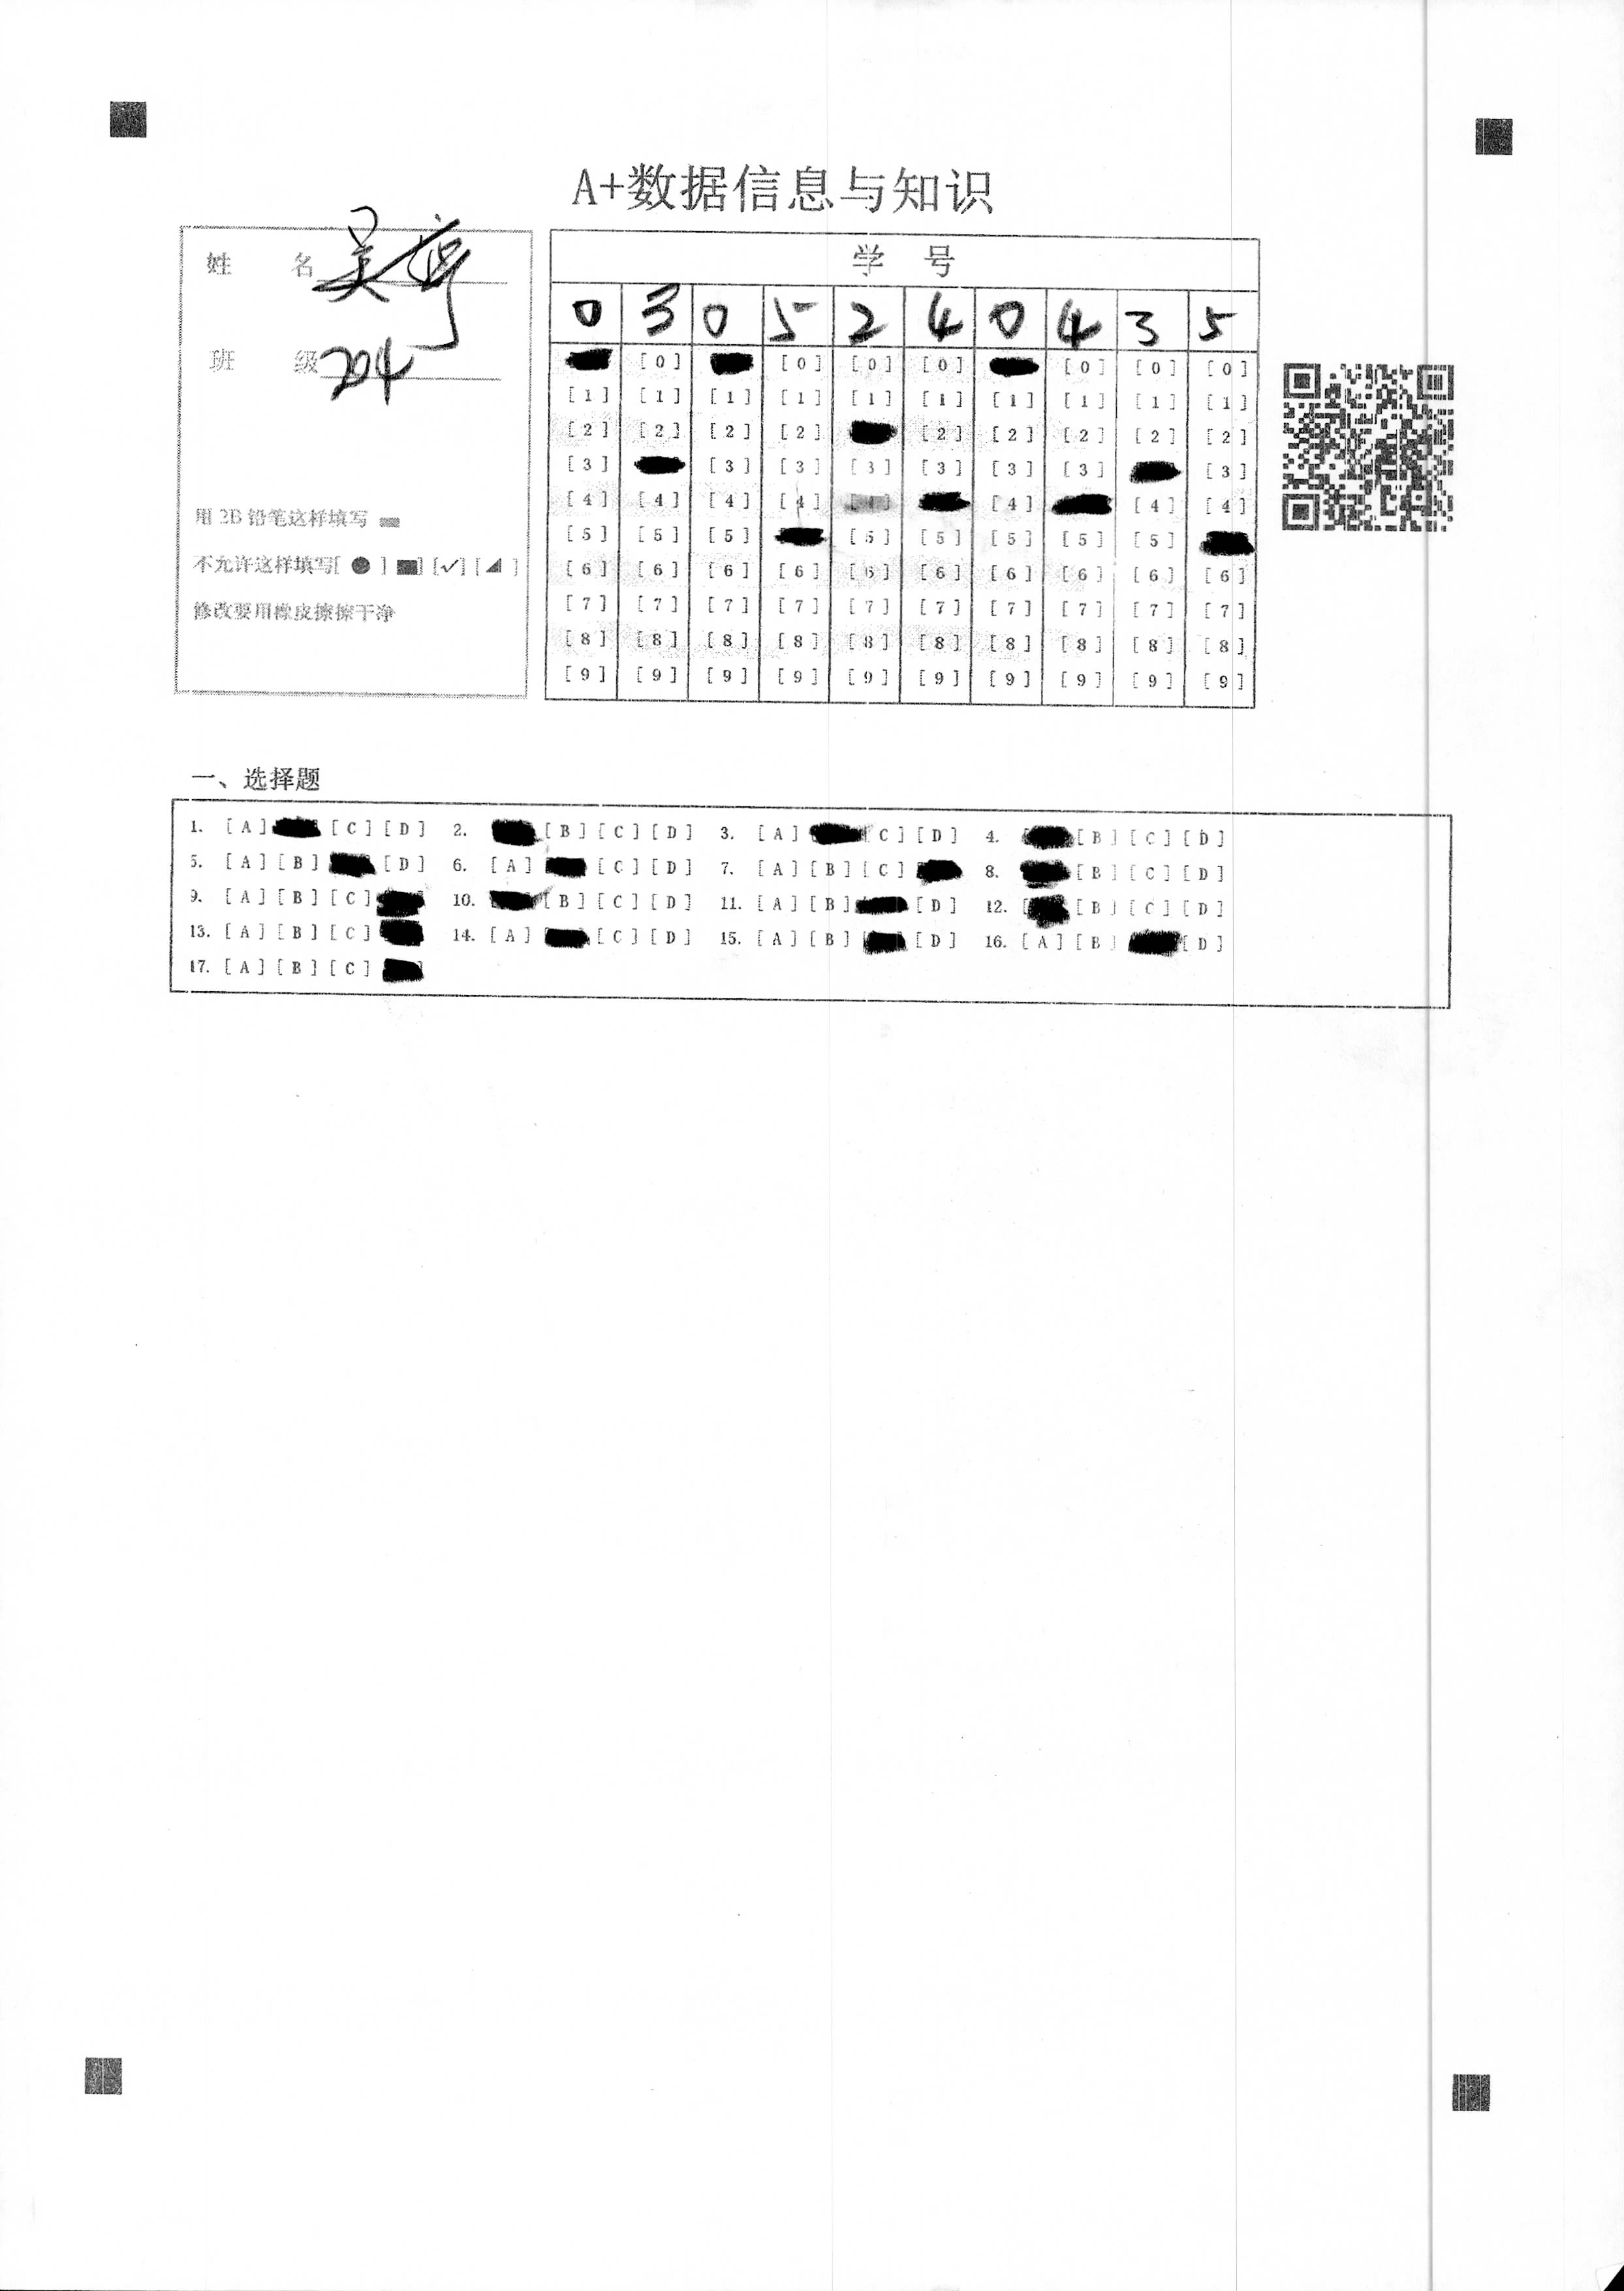 A+数据信息与知识
姓 名 吴
班 级 204
用 2B 铅笔这样填写
不允许这样填写[ ● ] [■] [✓] [◢ ]
修改要用橡皮擦擦干净
学 号
0 3 0 5 2 4 0 4 3 5
[0] [0] [0] [0] [0] [0] [0]
[1] [1] [1] [1] [1] [1] [1] [1] [1] [1]
[2] [2] [2] [2] [2] [2] [2] [2] [2]
[3] [3] [3] [3] [3] [3] [3] [3]
[4] [4] [4] [4] [4] [4] [4] [4]
[5] [5] [5] [5] [5] [5] [5] [5]
[6] [6] [6] [6] [6] [6] [6] [6] [6] [6]
[7] [7] [7] [7] [7] [7] [7] [7] [7] [7]
[8] [8] [8] [8] [8] [8] [8] [8] [8] [8]
[9] [9] [9] [9] [9] [9] [9] [9] [9] [9]
一、选择题
1. [A] [C] [D] 2. [B] [C] [D] 3. [A] C] [D] 4. [B] [C] [D]
5. [A] [B] [D] 6. [A] [C] [D] 7. [A] [B] [C] 8. [B] [C] [D]
9. [A] [B] [C] 10. [B] [C] [D] 11. [A] [B] [D] 12. [B] [C] [D]
13. [A] [B] [C] 14. [A] [C] [D] 15. [A] [B] [D] 16. [A] [B] [D]
17. [A] [B] [C]